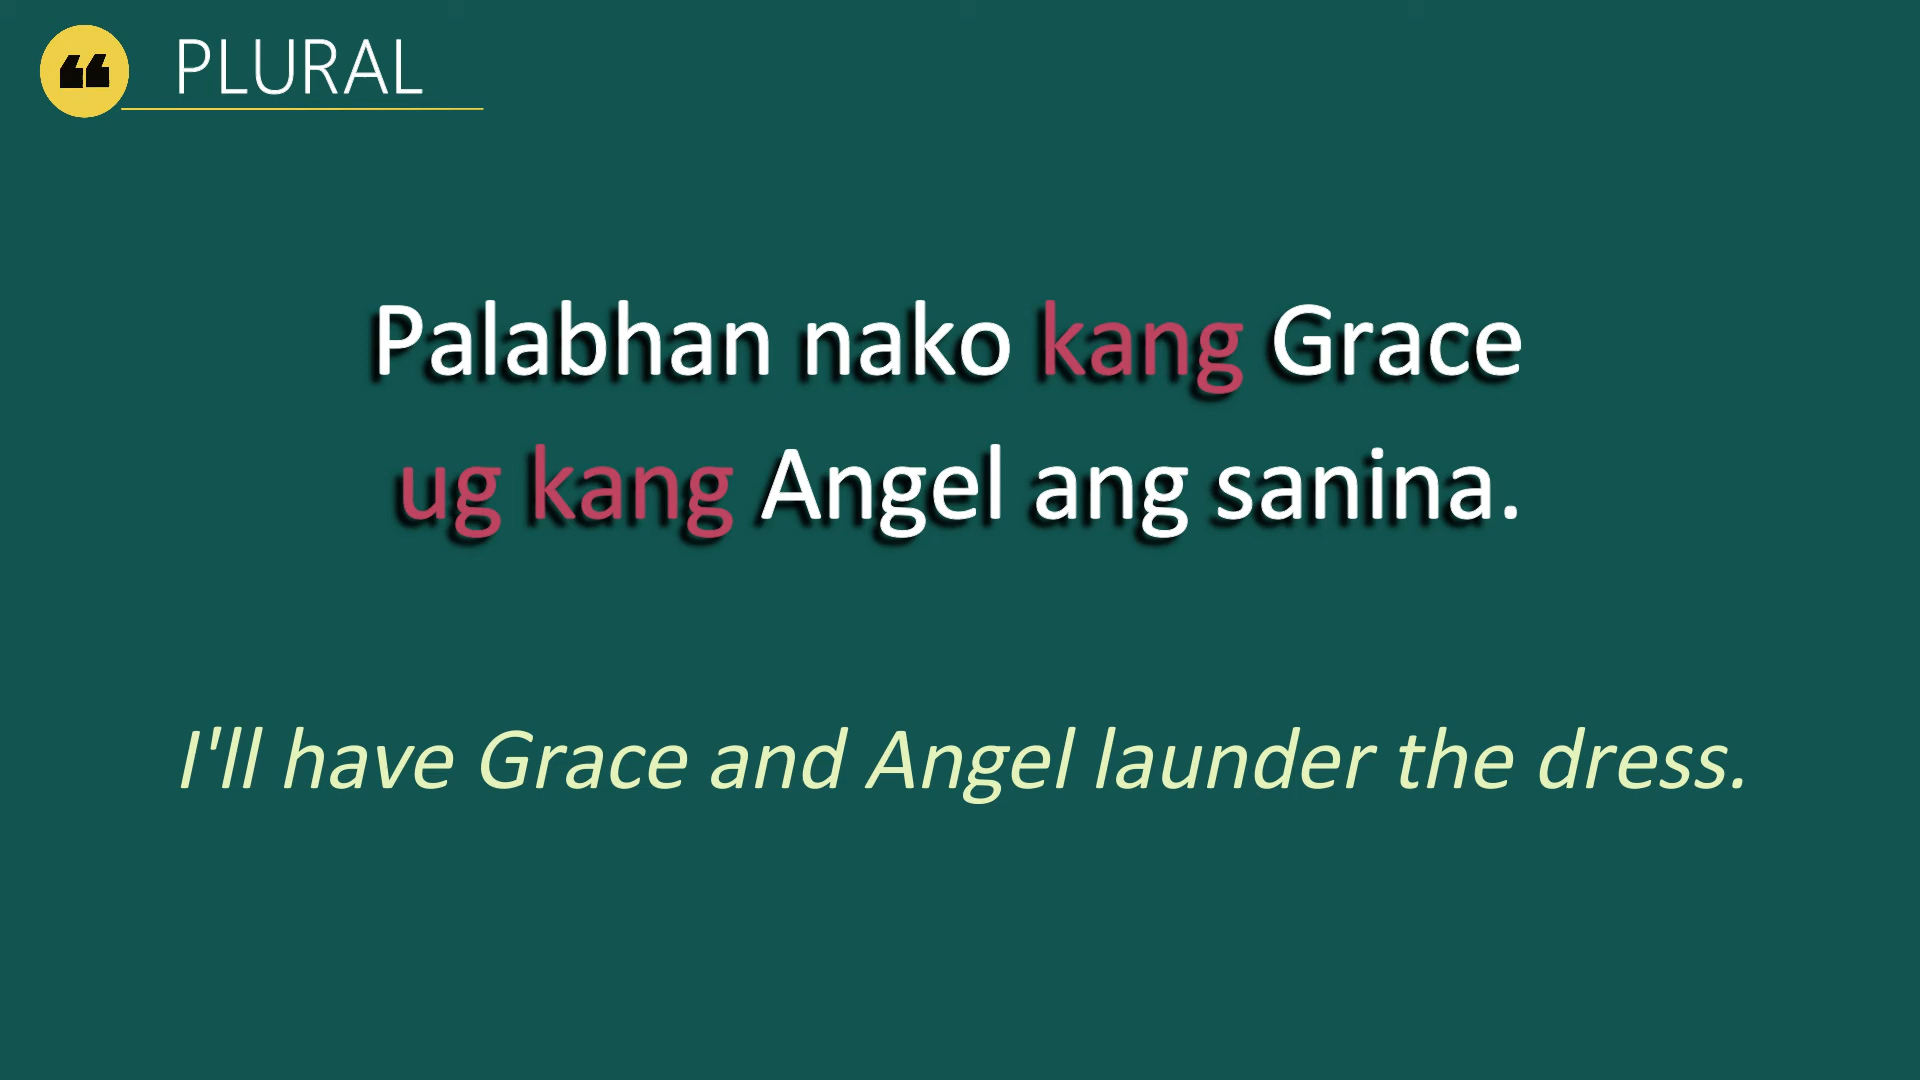 PLURAL
Palabhan nako kang Grace
ug kang Angel ang sanina.
I'll have Grace and Angel launder the dress.